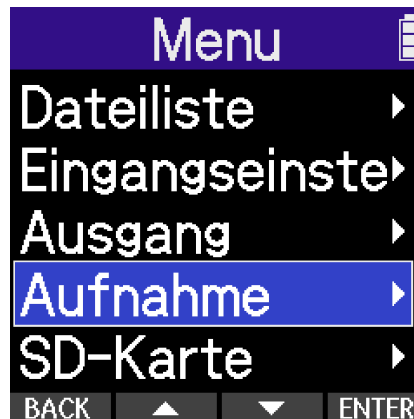 Menu
Dateiliste
Eingangseinste
Ausgang
Aufnahme
SD-Karte
BACK ENTER